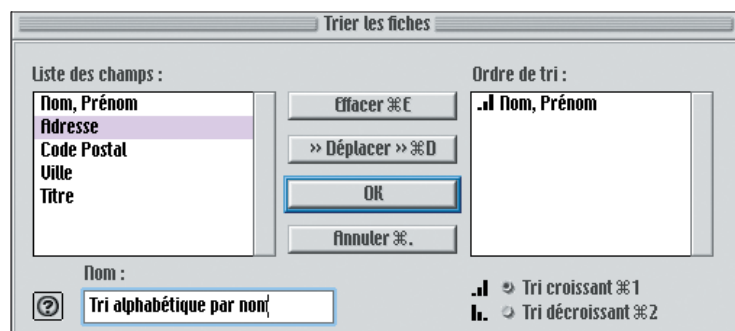 Trier les fiches
Liste des champs :
Nom, Prénom
Adresse
Code Postal
Ville
Titre
Effacer ⌘E
» Déplacer » ⌘D
OK
Annuler ⌘.
Ordre de tri :
Nom, Prénom
Nom :
Tri alphabétique par nom
Tri croissant ⌘1
Tri décroissant ⌘2